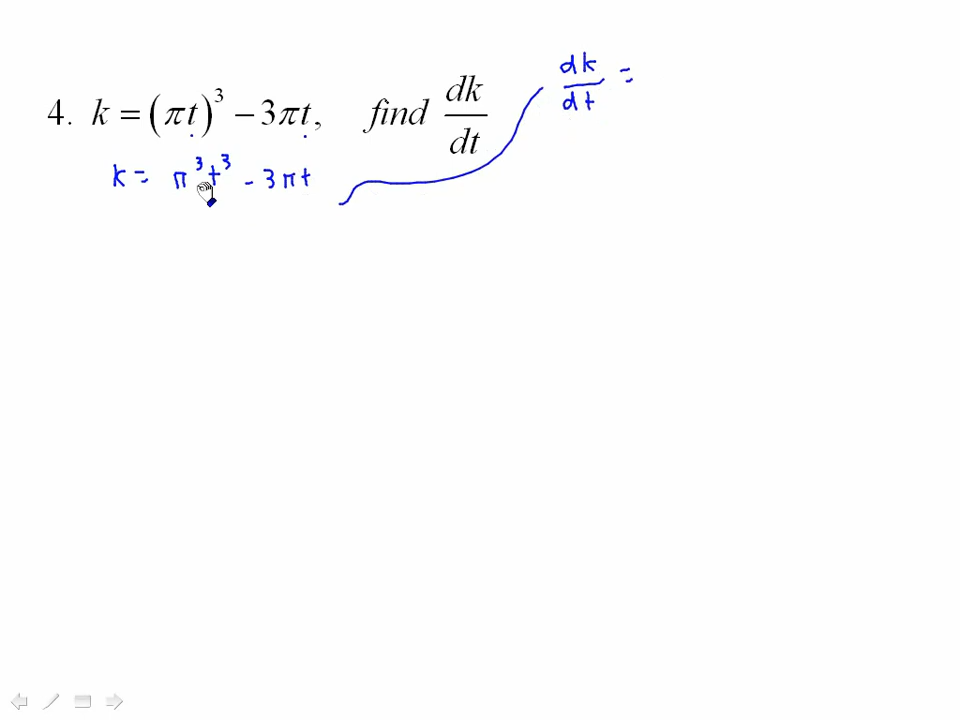 4. k = (πt)³ − 3πt, find dk/dt
dk/dt =
k = π³t³ - 3πt